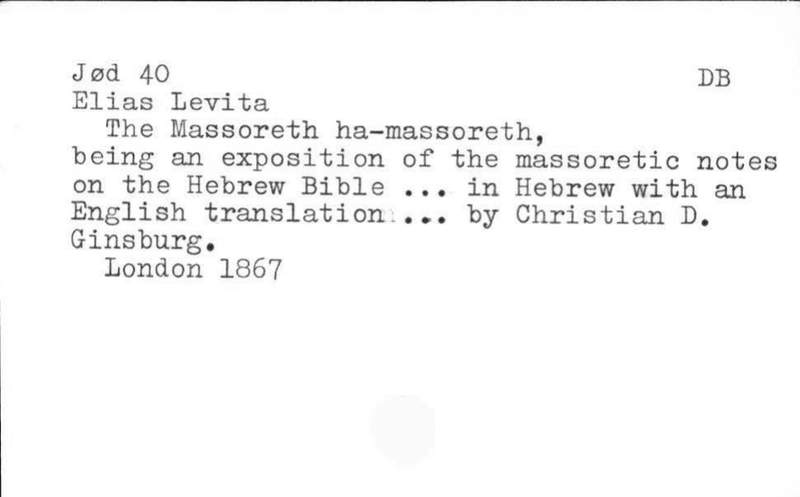 Jød 40 DB
Elias Levita
The Massoreth ha-massoreth,
being an exposition of the massoretic notes
on the Hebrew Bible ... in Hebrew with an
English translation ... by Christian D.
Ginsburg.
London 1867